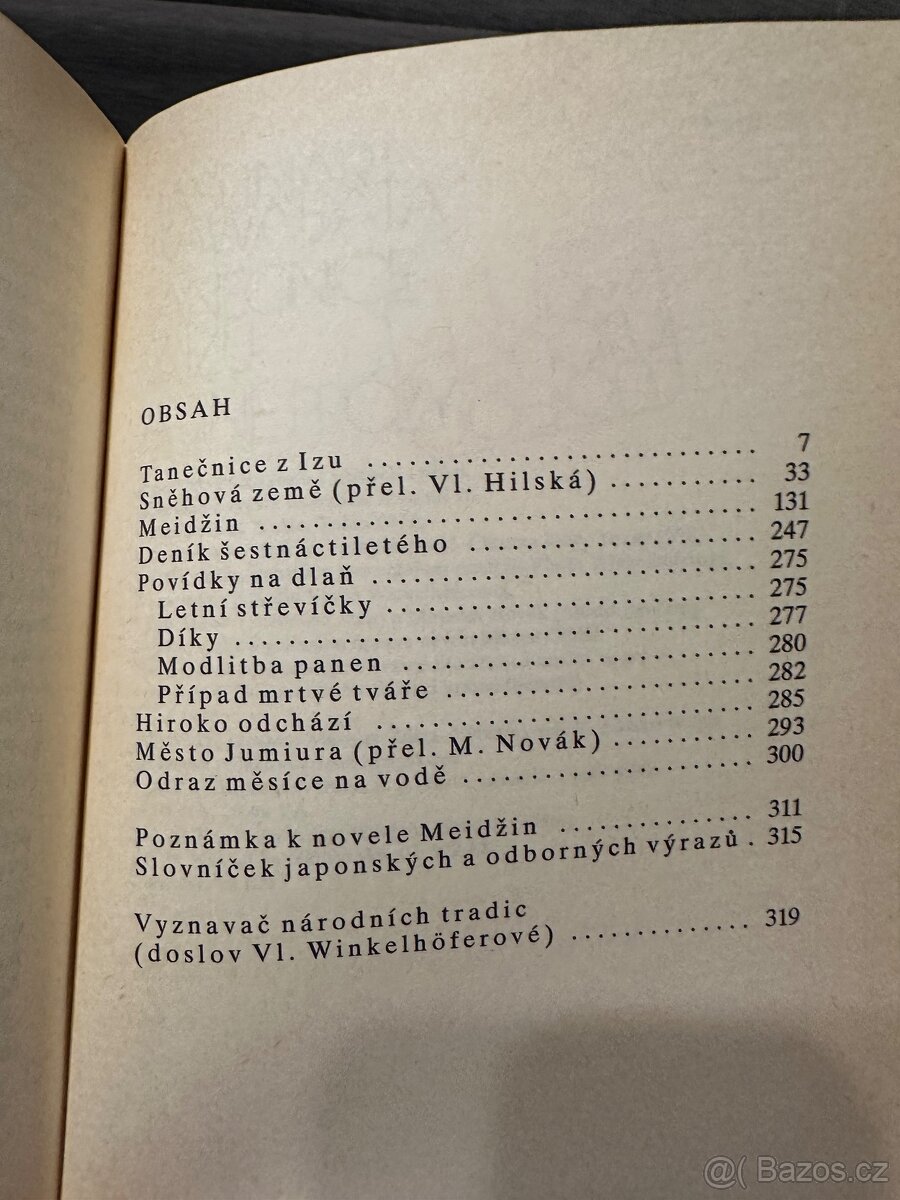 OBSAH
Tanečnice z Izu .......................... 7
Sněhová země (přel. Vl. Hilská) ........... 33
Meidžin .................................... 131
Deník šestnáctiletého ..................... 247
Povídky na dlaň ............................ 275
Letní střevíčky ........................... 275
Díky ....................................... 277
Modlitba panen .......................... 280
Případ mrtvé tváře ....................... 282
Hiroko odchází ............................ 285
Město Jumiura (přel. M. Novák) ........... 293
Odraz měsíce na vodě ...................... 300
Poznámka k novele Meidžin .............. 311
Slovníček japonských a odborných výrazů . 315
Vyznavač národních tradic
(doslov Vl. Winkelhöferové) .............. 319
@( Bazos.cz